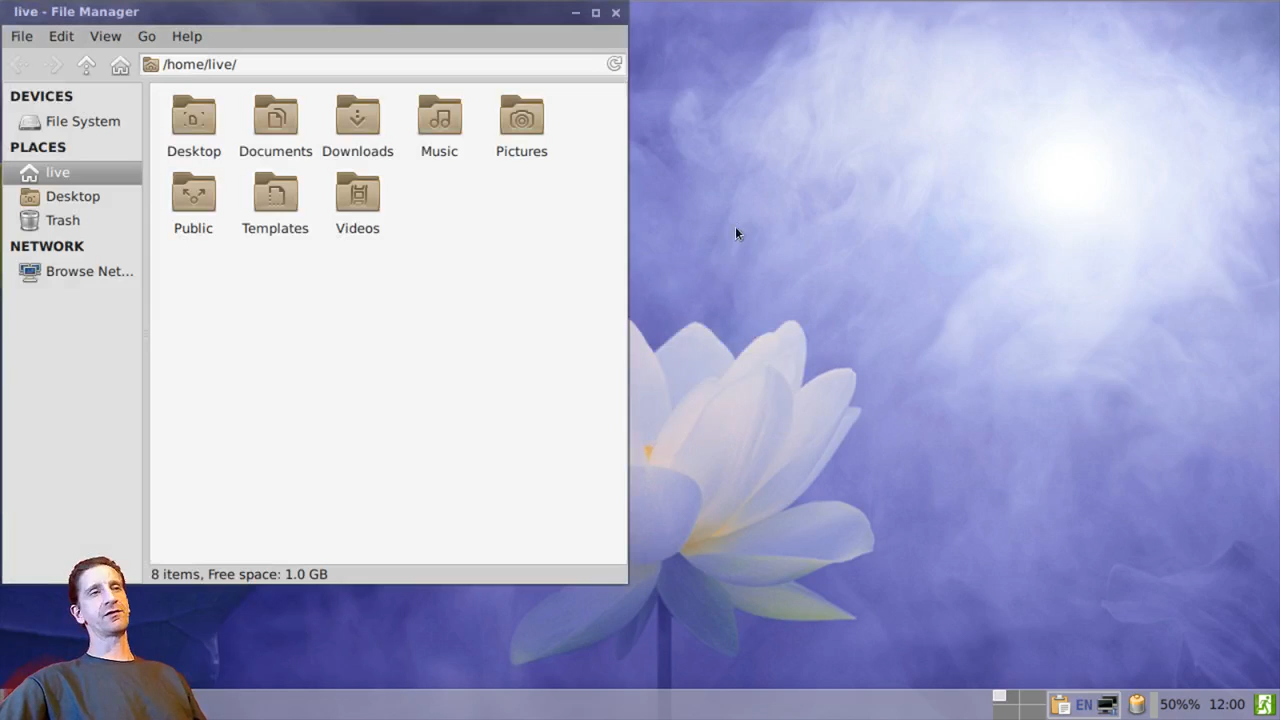 live - File Manager
File Edit View Go Help
/home/live/
DEVICES
File System
PLACES
live
Desktop
Trash
NETWORK
Browse Net...
Desktop Documents Downloads Music Pictures
Public Templates Videos
8 items, Free space: 1.0 GB
EN 50%% 12:00